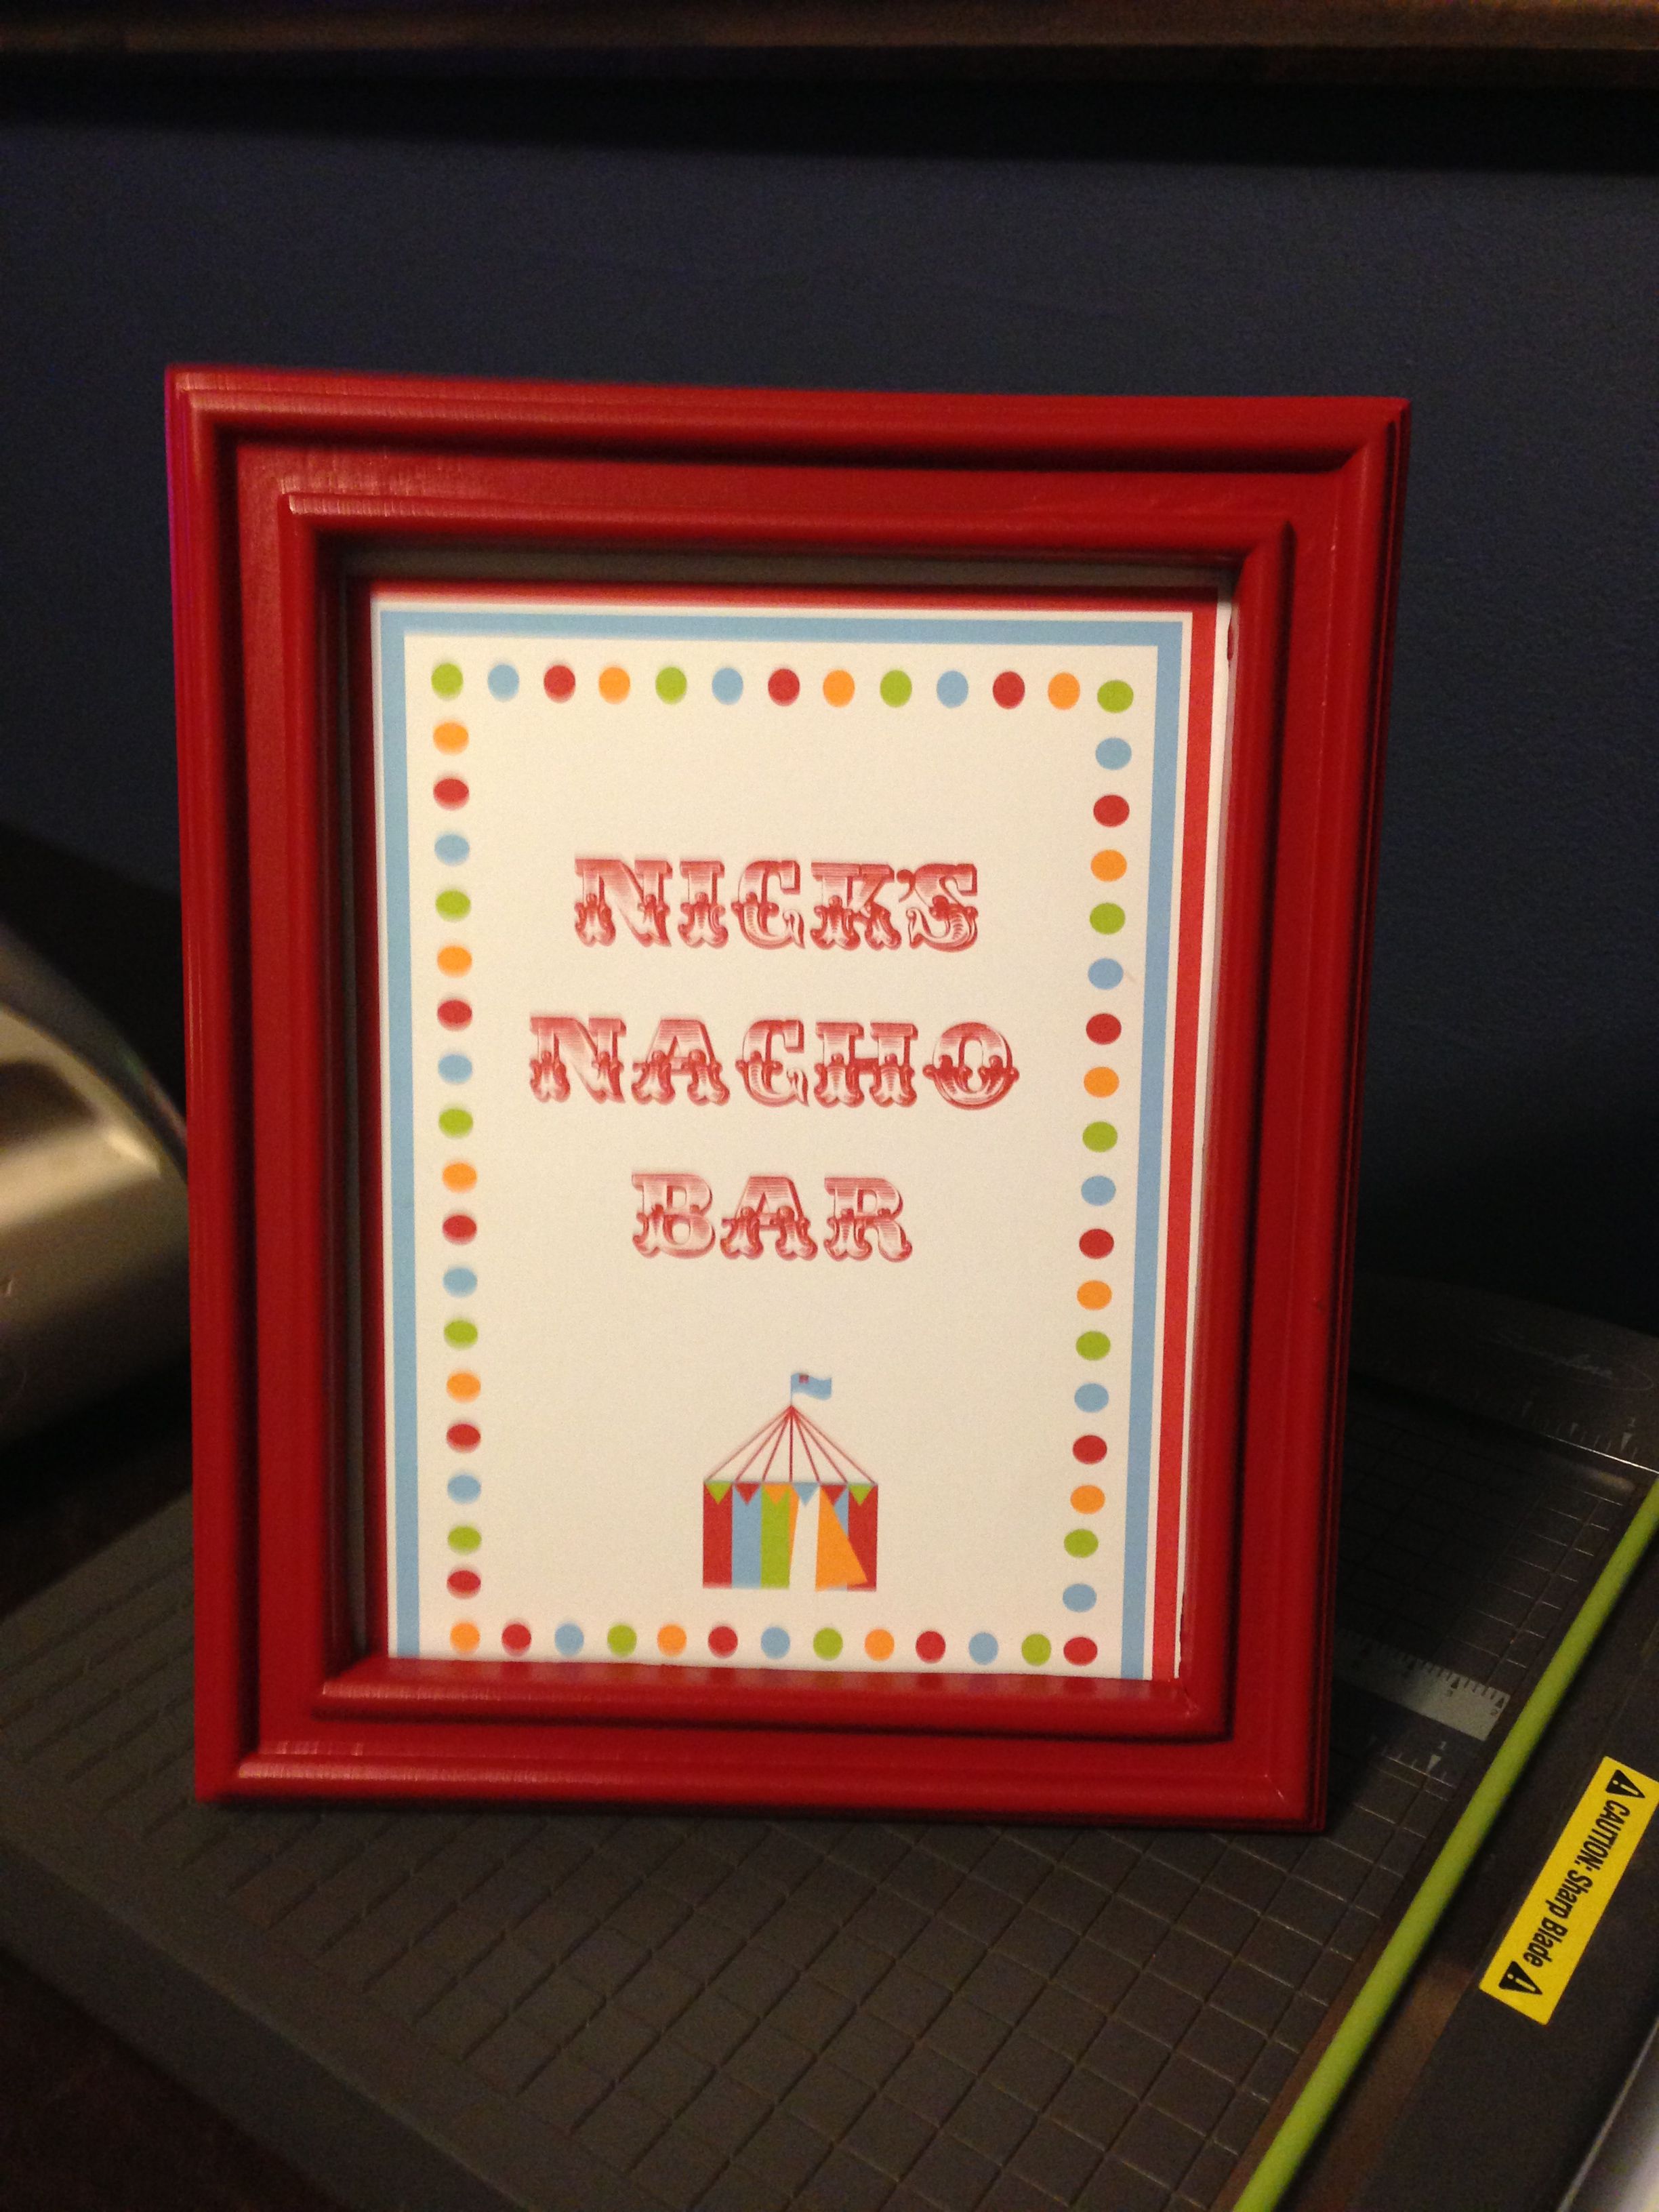 NICK'S
NACHO
BAR
CAUTION: Sharp Blade